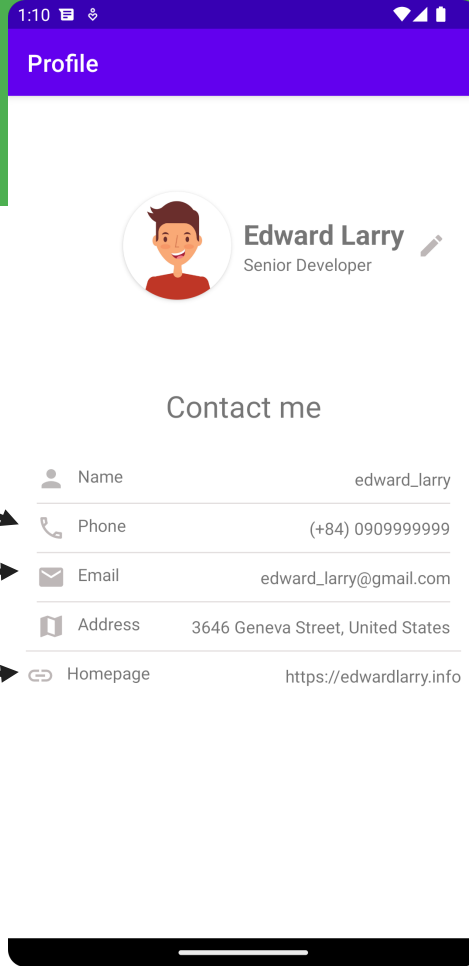 1:10
Profile
Edward Larry
Senior Developer
Contact me
Name edward_larry
Phone (+84) 0909999999
Email edward_larry@gmail.com
Address 3646 Geneva Street, United States
Homepage https://edwardlarry.info